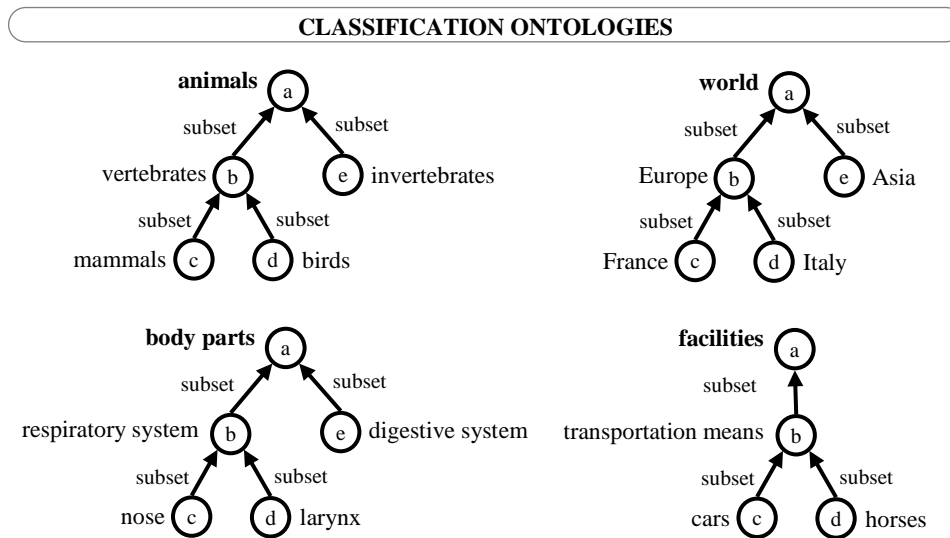 CLASSIFICATION ONTOLOGIES
animals
a
subset
subset
vertebrates
b
e
invertebrates
subset
subset
mammals
c
d
birds
world
a
subset
subset
Europe
b
e
Asia
subset
subset
France
c
d
Italy
body parts
a
subset
subset
respiratory system
b
e
digestive system
subset
subset
nose
c
d
larynx
facilities
a
subset
transportation means
b
subset
subset
cars
c
d
horses